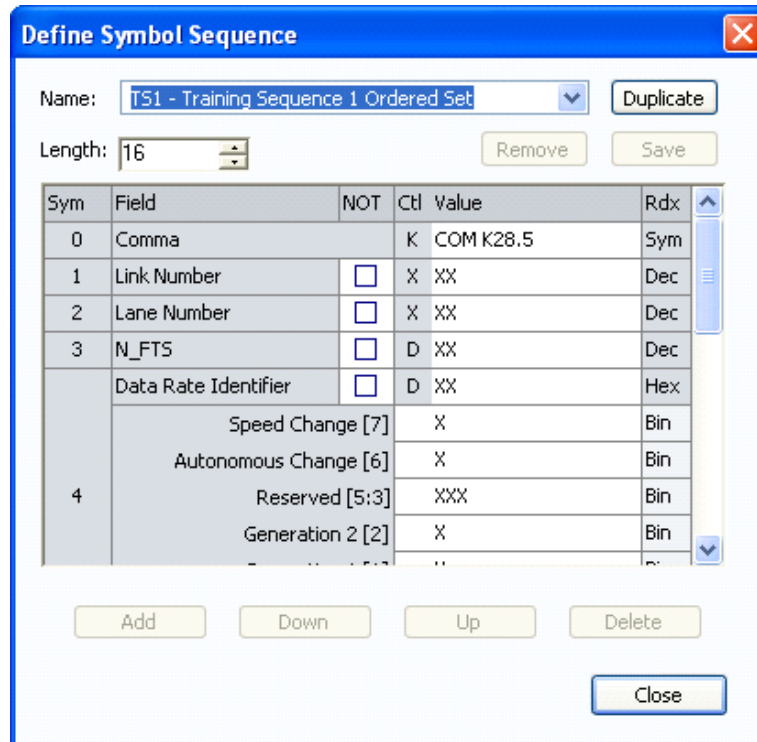 Define Symbol Sequence
Name: TS1 - Training Sequence 1 Ordered Set Duplicate
Length: 16 Remove Save
Sym Field NOT Ctl Value Rdx
0 Comma K COM K28.5 Sym
1 Link Number X XX Dec
2 Lane Number X XX Dec
3 N_FTS D XX Dec
Data Rate Identifier D XX Hex
Speed Change [7] X Bin
Autonomous Change [6] X Bin
4 Reserved [5:3] XXX Bin
Generation 2 [2] X Bin
Add Down Up Delete
Close